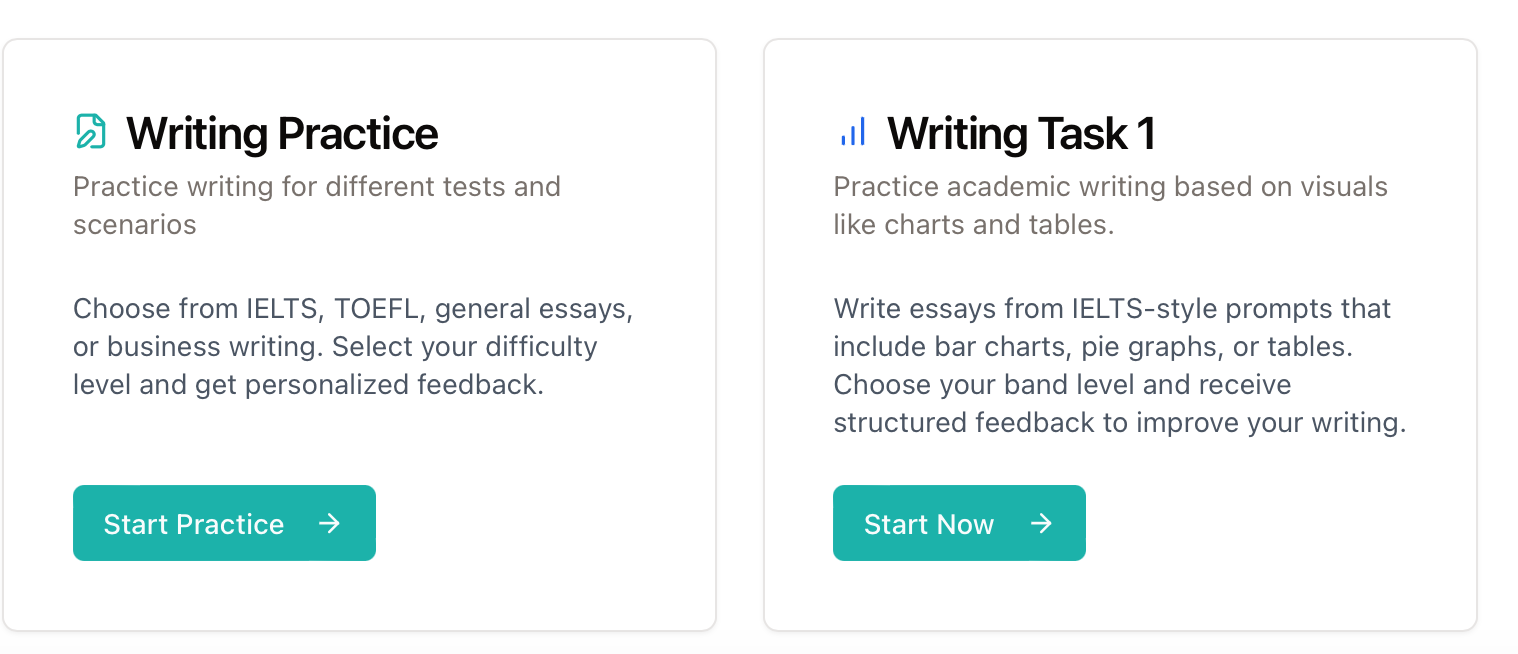 Writing Practice
Practice writing for different tests and
scenarios
Choose from IELTS, TOEFL, general essays,
or business writing. Select your difficulty
level and get personalized feedback.
Start Practice →
Writing Task 1
Practice academic writing based on visuals
like charts and tables.
Write essays from IELTS-style prompts that
include bar charts, pie graphs, or tables.
Choose your band level and receive
structured feedback to improve your writing.
Start Now →